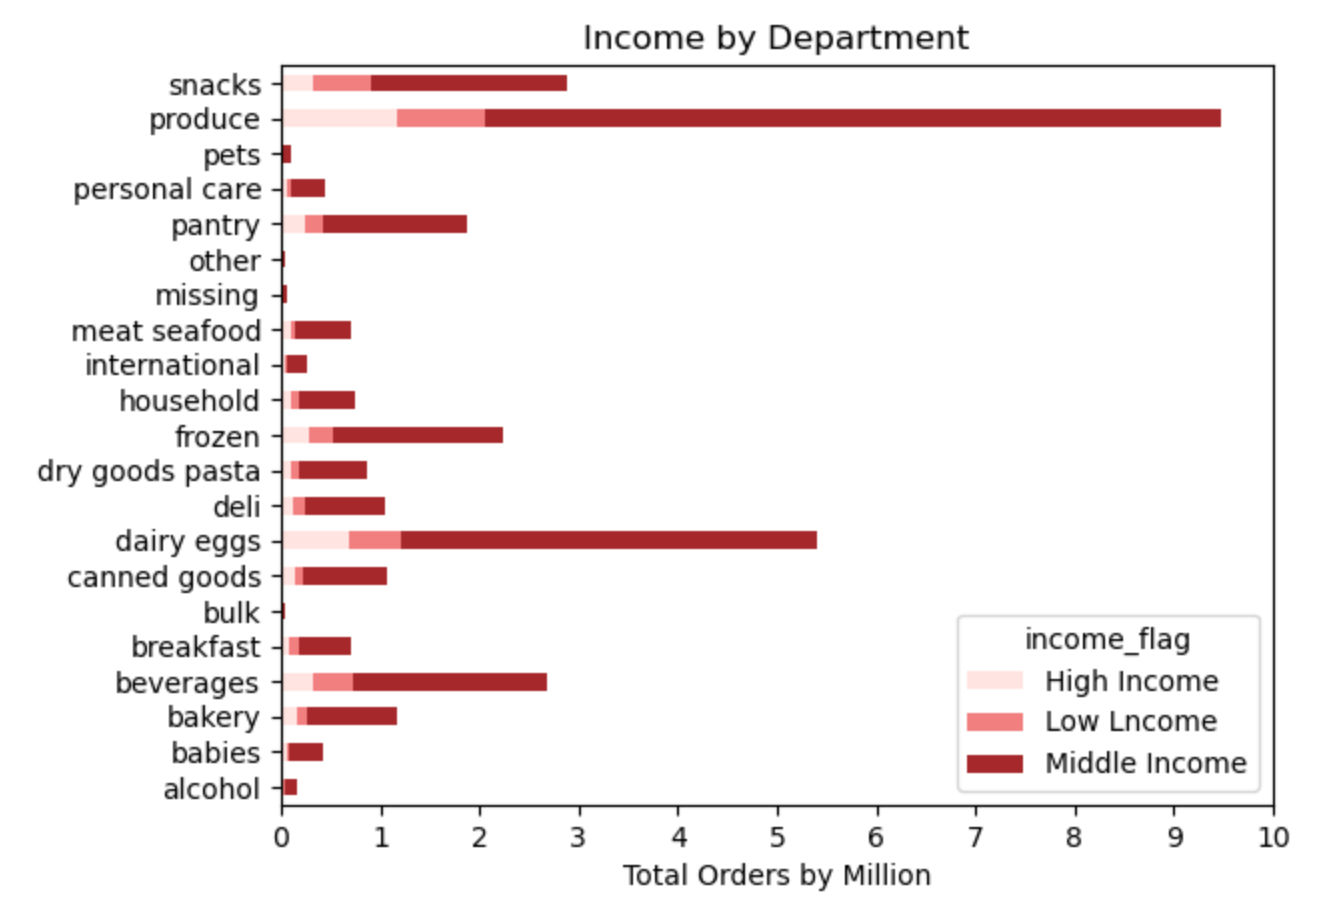 Income by Department
snacks
produce
pets
personal care
pantry
other
missing
meat seafood
international
household
frozen
dry goods pasta
deli
dairy eggs
canned goods
bulk
breakfast
beverages
bakery
babies
alcohol
income_flag
High Income
Low Lncome
Middle Income
0 1 2 3 4 5 6 7 8 9 10
Total Orders by Million